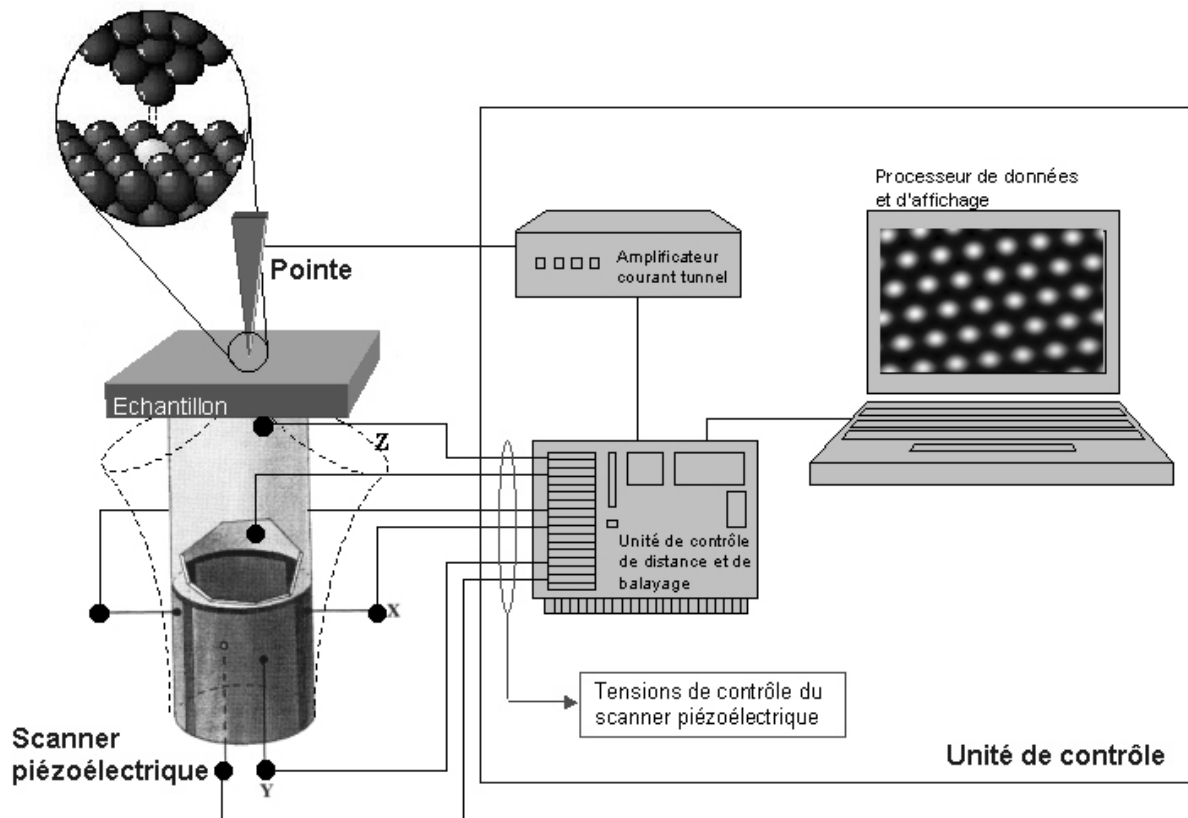 Processeur de données
et d'affichage
Pointe
Amplificateur
courant tunnel
Echantillon
Z
Unité de contrôle
de distance et de
balayage
X
Tensions de contrôle du
scanner piézoélectrique
Scanner
piézoélectrique
Y
Unité de contrôle